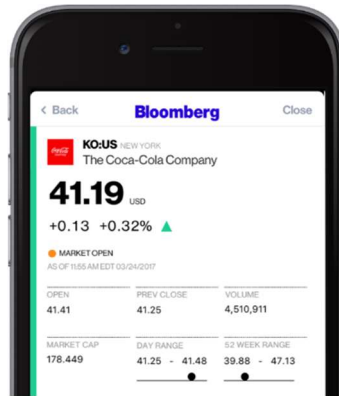 Back Bloomberg Close
KO:US NEW YORK
The Coca-Cola Company
41.19 USD
+0.13 +0.32%
MARKET OPEN
AS OF 11:55 AM EDT 03/24/2017
OPEN PREV CLOSE VOLUME
41.41 41.25 4,510,911
MARKET CAP DAY RANGE 52 WEEK RANGE
178.449 41.25 - 41.48 39.88 - 47.13